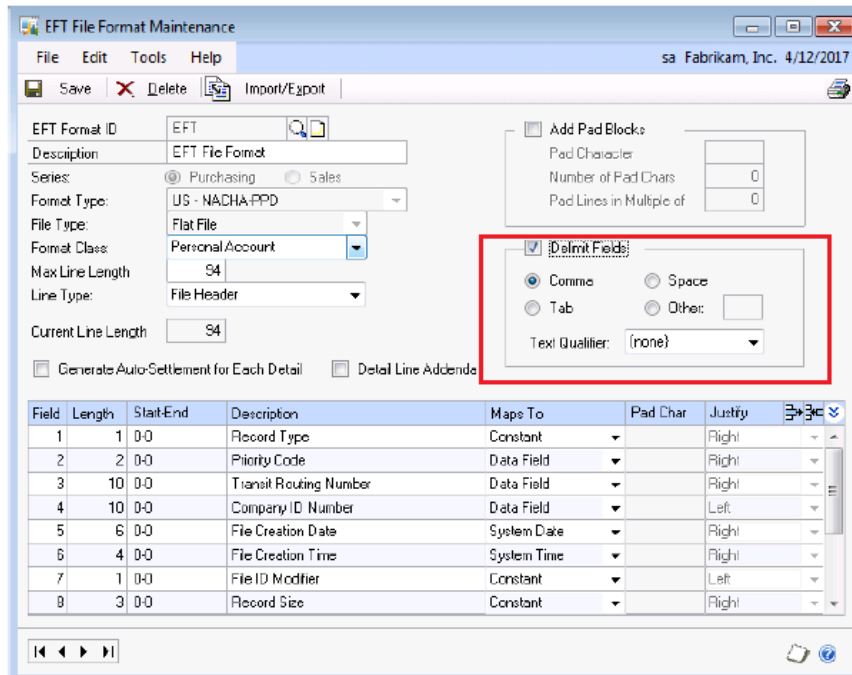 EFT File Format Maintenance
File Edit Tools Help sa Fabrikam, Inc. 4/12/2017
Save Delete Import/Export
EFT Format ID EFT
Description EFT File Format
Series: Purchasing Sales
Format Type: US - NACHA-PPD
File Type: Flat File
Format Class: Personal Account
Max Line Length 94
Line Type: File Header
Current Line Length 94
Generate Auto-Settlement for Each Detail Detail Line Addenda
Add Pad Blocks
Pad Character
Number of Pad Chars 0
Pad Lines in Multiple of 0
Delimit Fields
Comma Space
Tab Other:
Text Qualifier: {none}
Field Length Start-End Description Maps To Pad Char Justify
1 1 0-0 Record Type Constant Right
2 2 0-0 Priority Code Data Field Right
3 10 0-0 Transit Routing Number Data Field Right
4 10 0-0 Company ID Number Data Field Left
5 6 0-0 File Creation Date System Date Right
6 4 0-0 File Creation Time System Time Right
7 1 0-0 File ID Modifier Constant Left
8 3 0-0 Record Size Constant Right